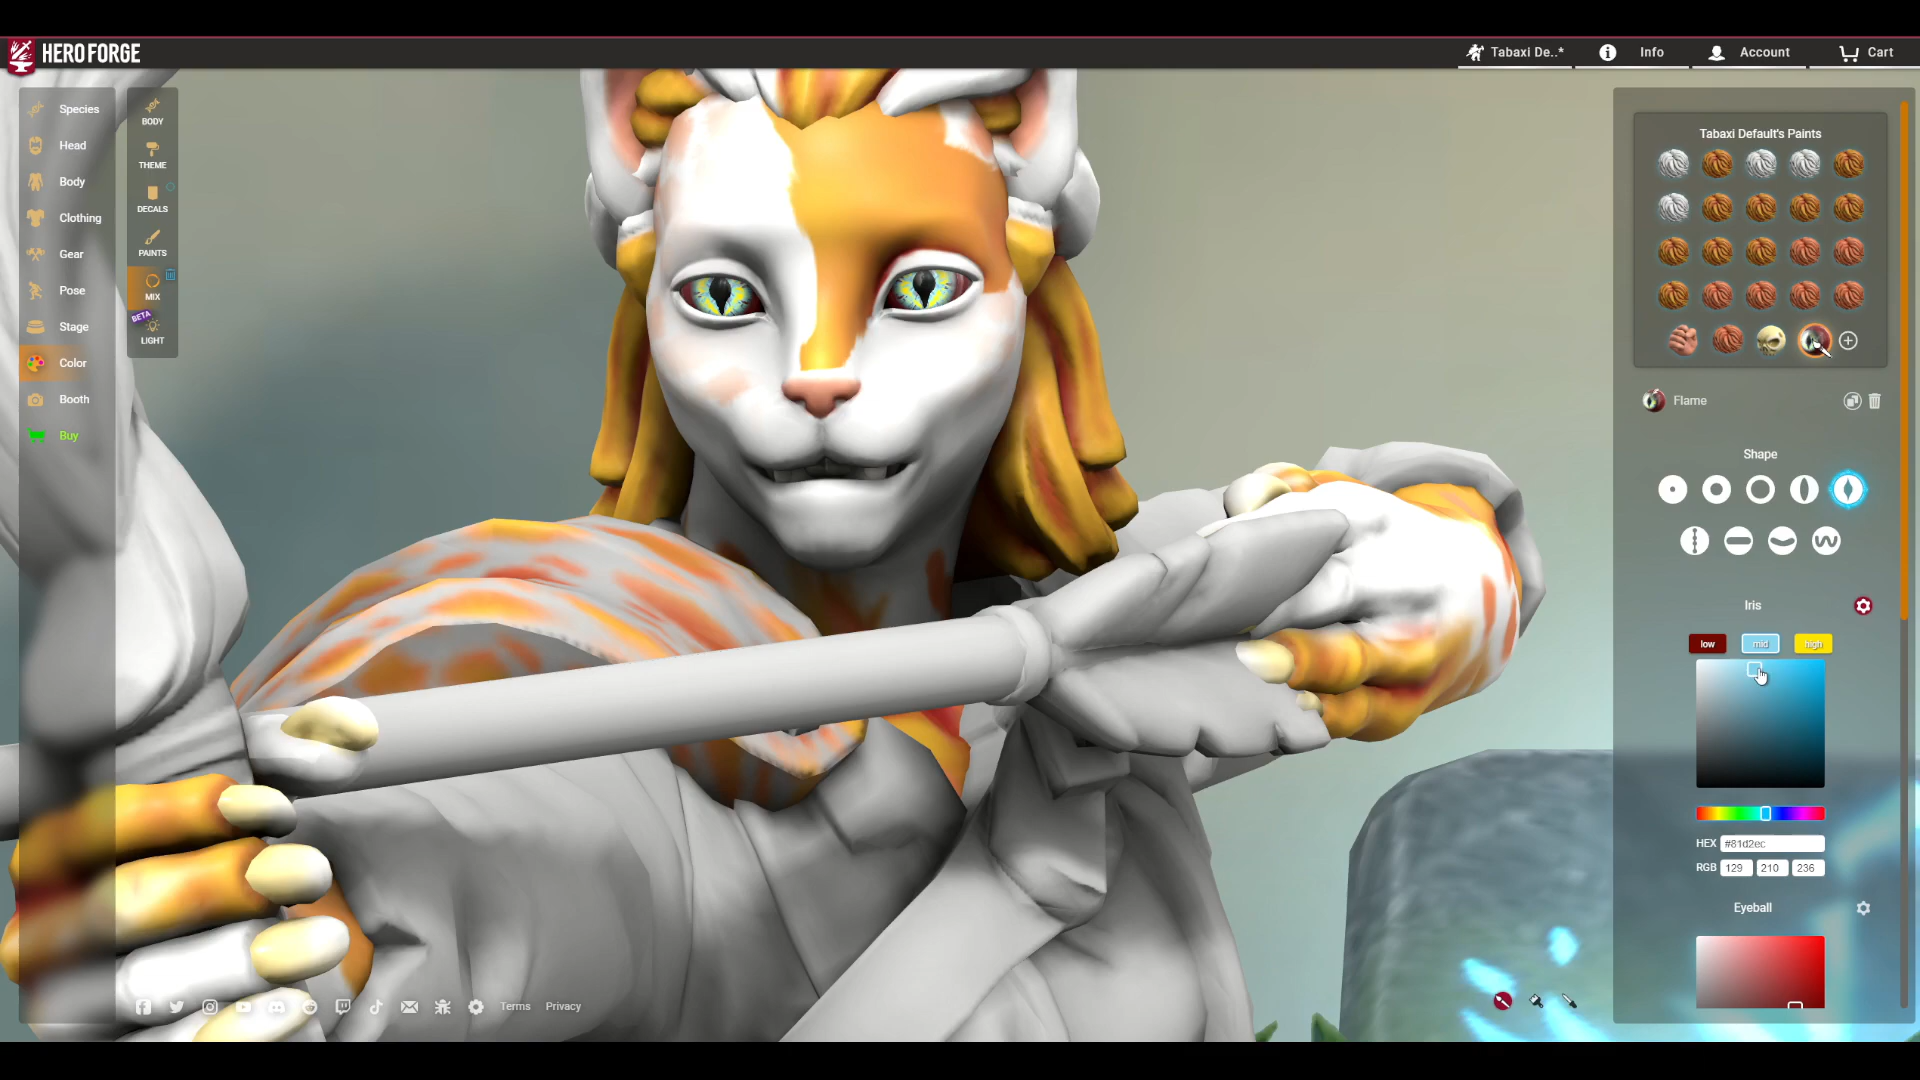 HERO FORGE
Tabaxi De..*
Info
Account
Cart
Species
Head
Body
Clothing
Gear
Pose
Stage
Color
Booth
Buy
BODY
THEME
DECALS
PAINTS
MIX
BETA
LIGHT
Tabaxi Default's Paints
Flame
Shape
Iris
low mid high
HEX #81d2ec
RGB 129 210 236
Eyeball
Terms Privacy